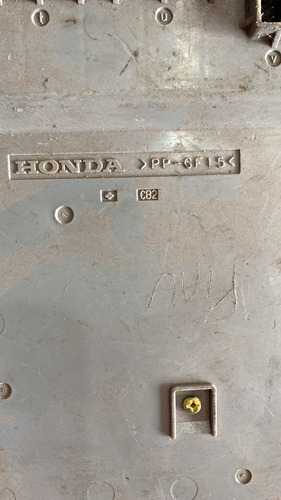 t u
v
HONDA >PP-GF15<
CB2